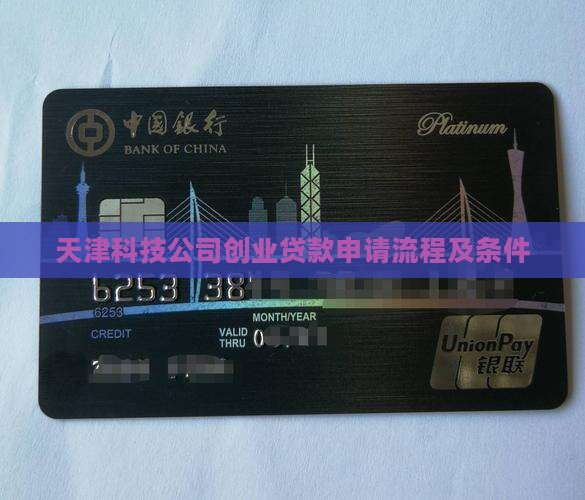 中国银行
BANK OF CHINA
Platinum
天津科技公司创业贷款申请流程及条件
6253 38
6253
MONTH/YEAR
CREDIT
VALID
THRU 0
UnionPay
银联